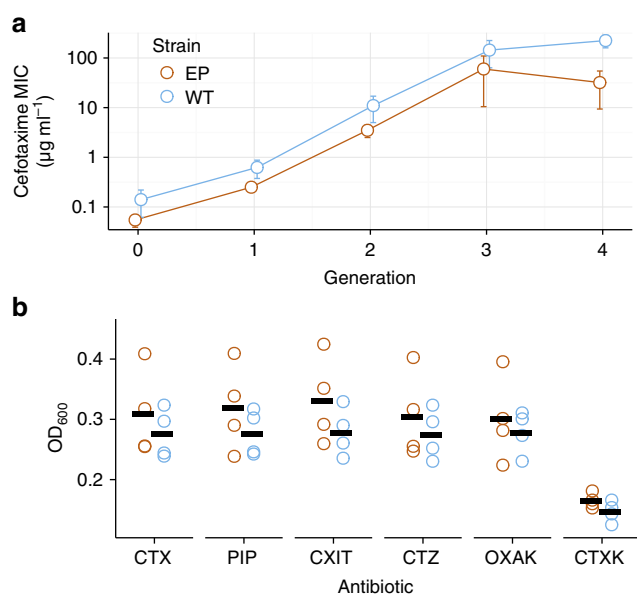 a
Strain
EP
WT
100
10
1
0.1
Cefotaxime MIC
(µg ml⁻¹)
0 1 2 3 4
Generation
b
0.4
0.3
0.2
OD₆₀₀
CTX PIP CXIT CTZ OXAK CTXK
Antibiotic